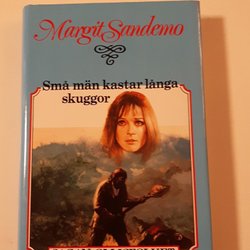 Margit Sandemo
Små män kastar långa
skuggor